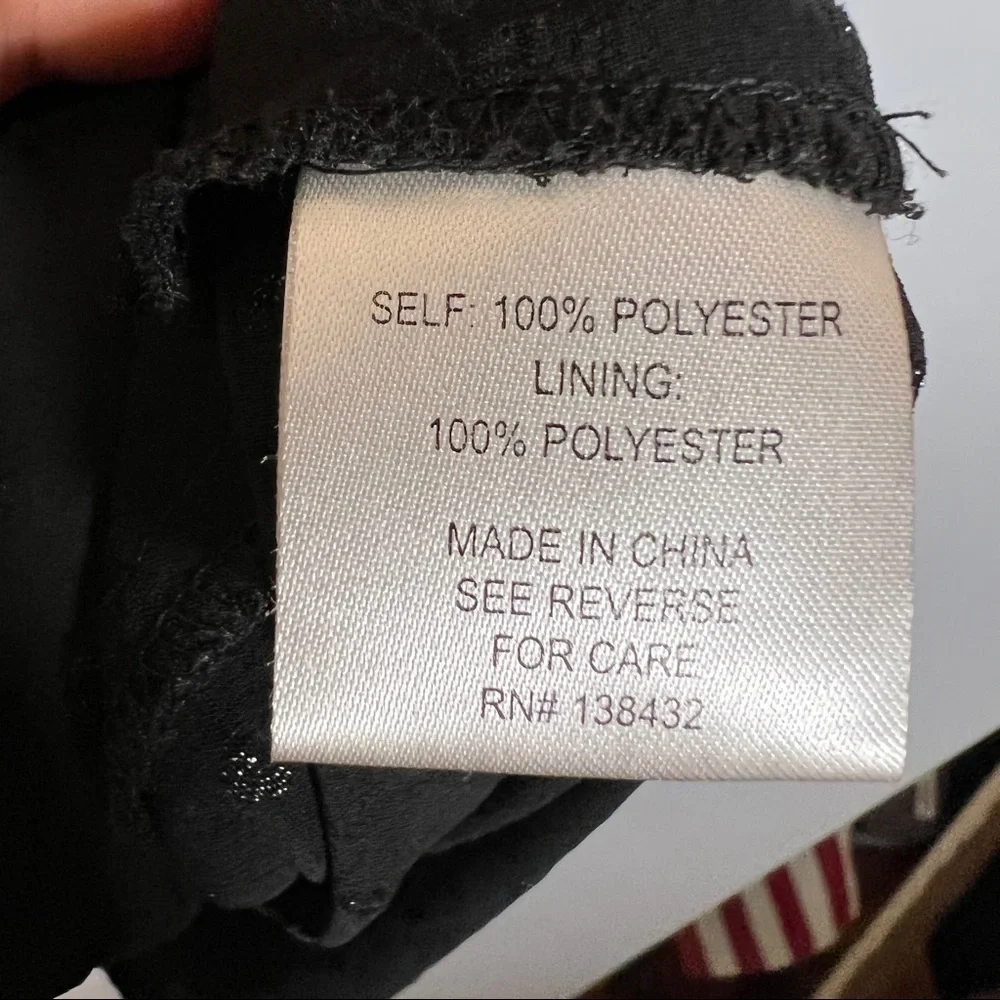 SELF: 100% POLYESTER
LINING:
100% POLYESTER
MADE IN CHINA
SEE REVERSE
FOR CARE
RN# 138432